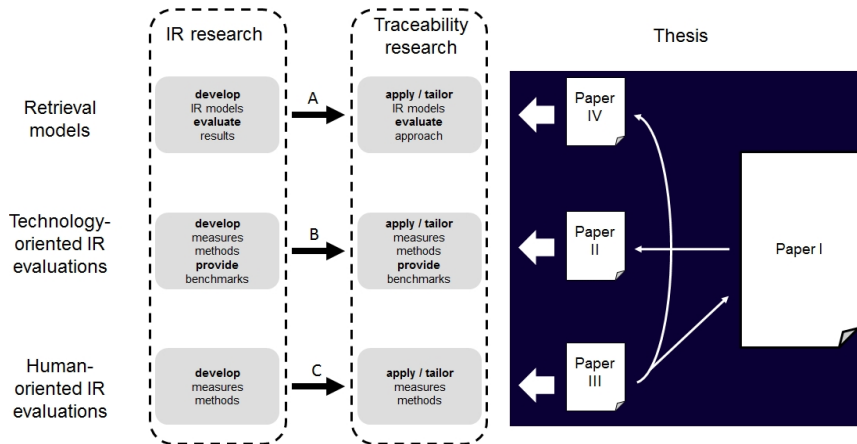 IR research
Traceability
research
Thesis
Retrieval
models
develop
IR models
evaluate
results
A
apply / tailor
IR models
evaluate
approach
Paper
IV
Technology-
oriented IR
evaluations
develop
measures
methods
provide
benchmarks
B
apply / tailor
measures
methods
provide
benchmarks
Paper
II
Paper I
Human-
oriented IR
evaluations
develop
measures
methods
C
apply / tailor
measures
methods
Paper
III